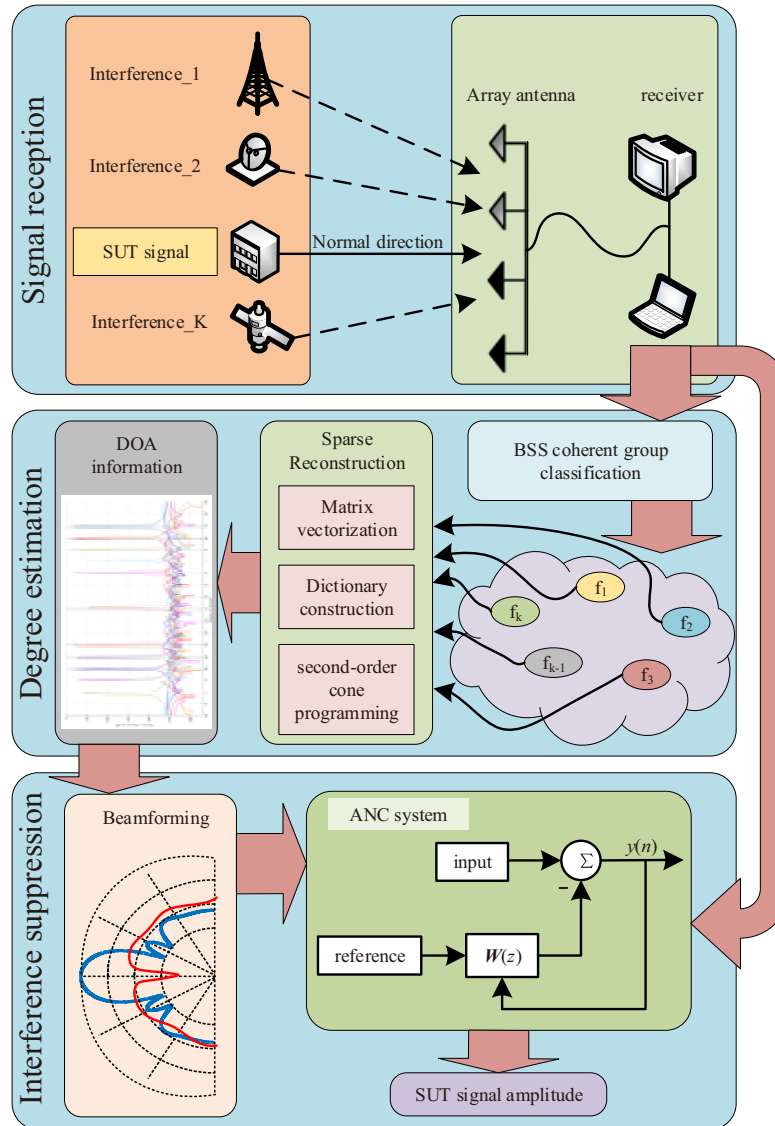 Signal reception
Interference_1
Interference_2
SUT signal
Interference_K
Normal direction
Array antenna
receiver
Degree estimation
DOA
information
Sparse
Reconstruction
Matrix
vectorization
Dictionary
construction
second-order
cone
programming
BSS coherent group
classification
f1
f2
fk
fk-1
f3
Interference suppression
Beamforming
ANC system
input
Σ
y(n)
−
reference
W(z)
SUT signal amplitude